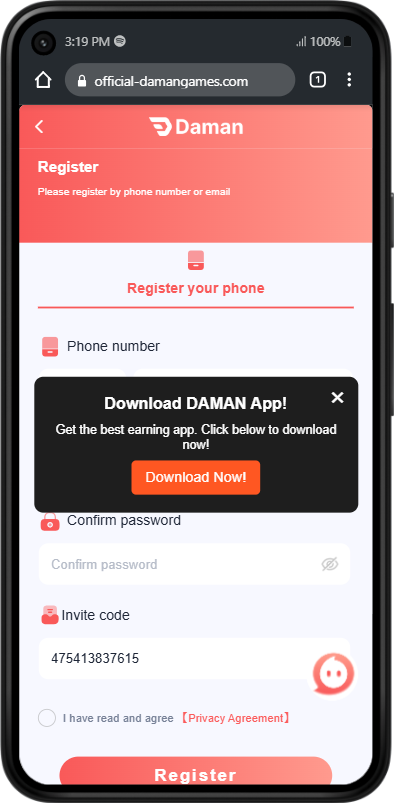 3:19 PM
100%
official-damangames.com
1
Daman
Register
Please register by phone number or email
Register your phone
Phone number
Download DAMAN App!
Get the best earning app. Click below to download
now!
Download Now!
Confirm password
Confirm password
Invite code
475413837615
I have read and agree 【Privacy Agreement】
Register